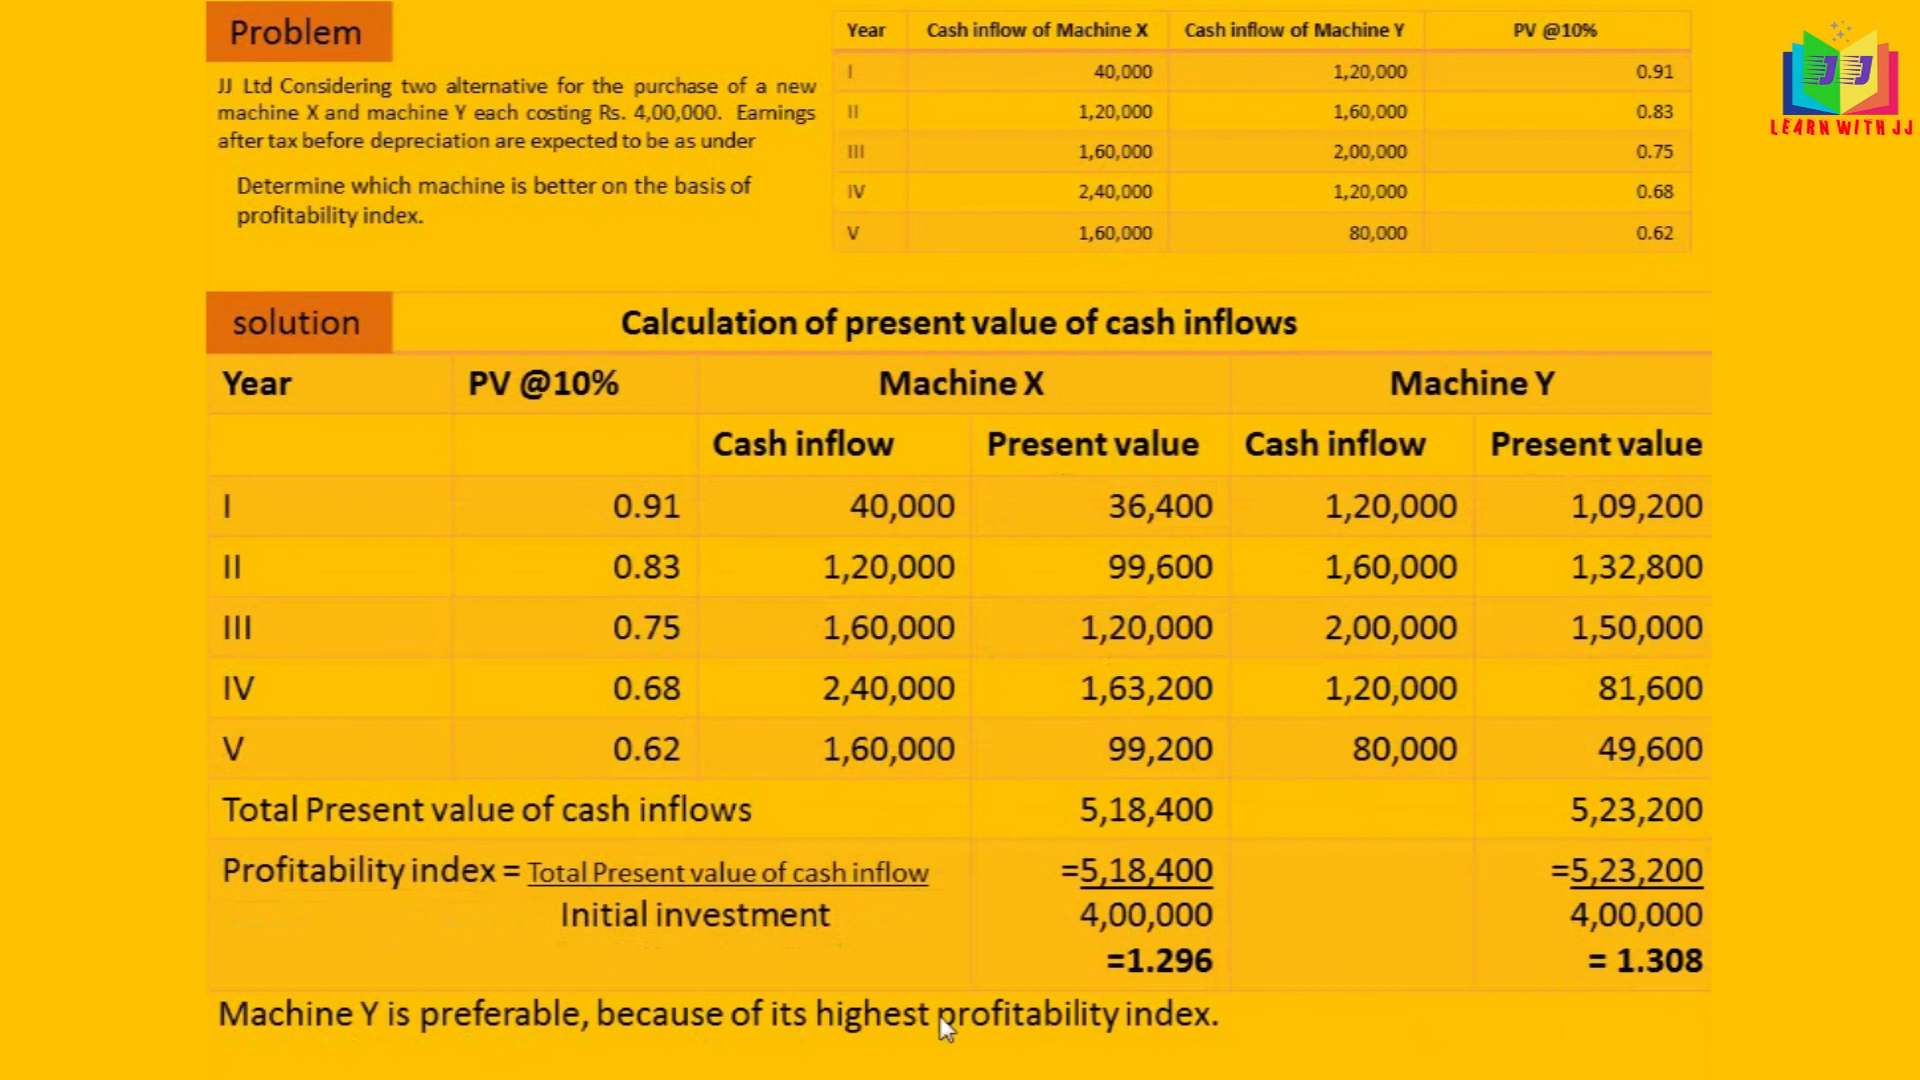 Problem
JJ Ltd Considering two alternative for the purchase of a new
machine X and machine Y each costing Rs. 4,00,000. Earnings
after tax before depreciation are expected to be as under
Determine which machine is better on the basis of
profitability index.
Year Cash inflow of Machine X Cash inflow of Machine Y PV @10%
I 40,000 1,20,000 0.91
II 1,20,000 1,60,000 0.83
III 1,60,000 2,00,000 0.75
IV 2,40,000 1,20,000 0.68
V 1,60,000 80,000 0.62
JJ
LEARN WITH JJ
solution Calculation of present value of cash inflows
Year PV @10% Machine X Machine Y
Cash inflow Present value Cash inflow Present value
I 0.91 40,000 36,400 1,20,000 1,09,200
II 0.83 1,20,000 99,600 1,60,000 1,32,800
III 0.75 1,60,000 1,20,000 2,00,000 1,50,000
IV 0.68 2,40,000 1,63,200 1,20,000 81,600
V 0.62 1,60,000 99,200 80,000 49,600
Total Present value of cash inflows 5,18,400 5,23,200
Profitability index = Total Present value of cash inflow =5,18,400 =5,23,200
Initial investment 4,00,000 4,00,000
=1.296 = 1.308
Machine Y is preferable, because of its highest profitability index.